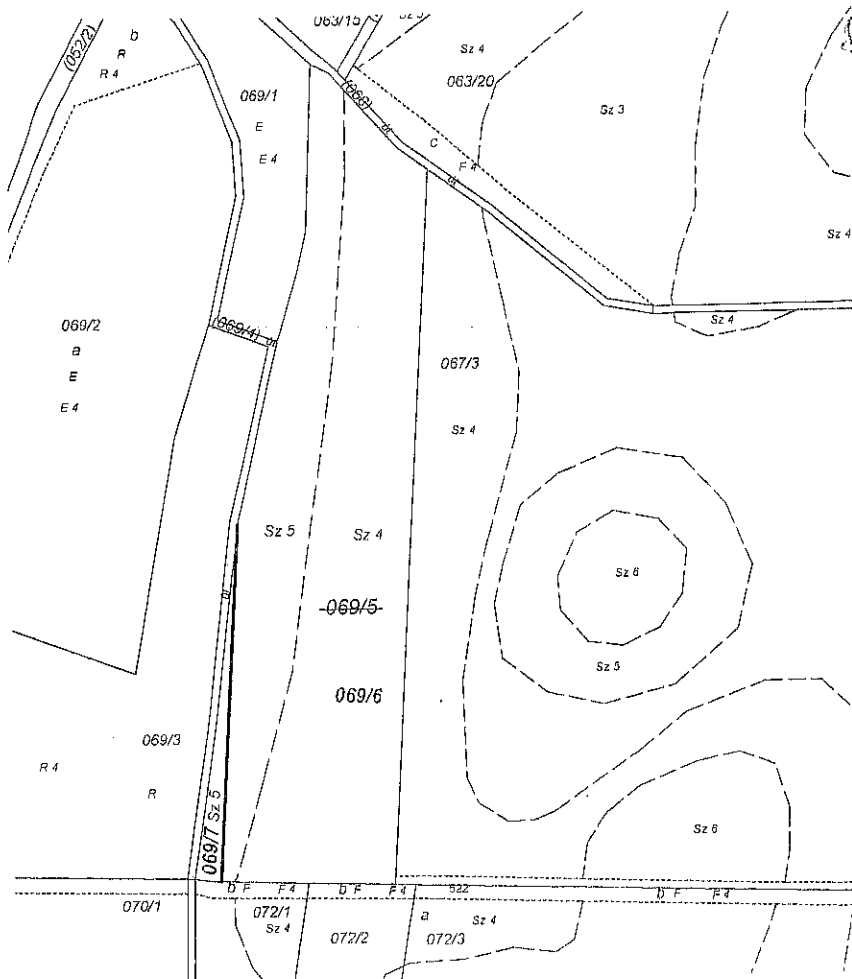 063/15
(052/2)
b
R
R 4
Sz 4
063/20
069/1
(066)
Sz 3
E
út
C
E 4
F 4
út
Sz 4
069/2
(069/4)
út
Sz 4
a
067/3
E
E 4
Sz 4
Sz 5
Sz 4
Sz 6
út
069/5
Sz 5
069/6
069/3
R 4
R
069/7 Sz 5
Sz 6
b F F 4
b F F 4
522
b F F 4
070/1
072/1
a
Sz 4
Sz 4
072/2
072/3